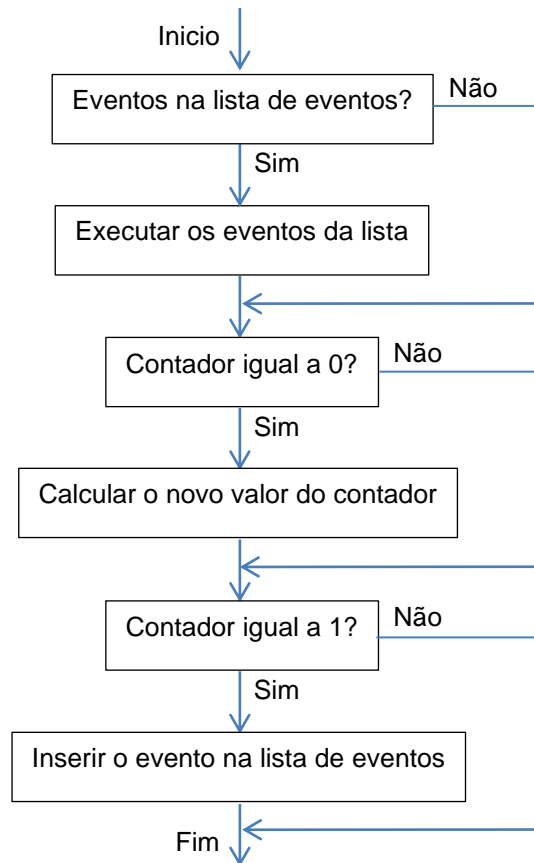 Inicio
Eventos na lista de eventos?
Não
Sim
Executar os eventos da lista
Contador igual a 0?
Não
Sim
Calcular o novo valor do contador
Contador igual a 1?
Não
Sim
Inserir o evento na lista de eventos
Fim